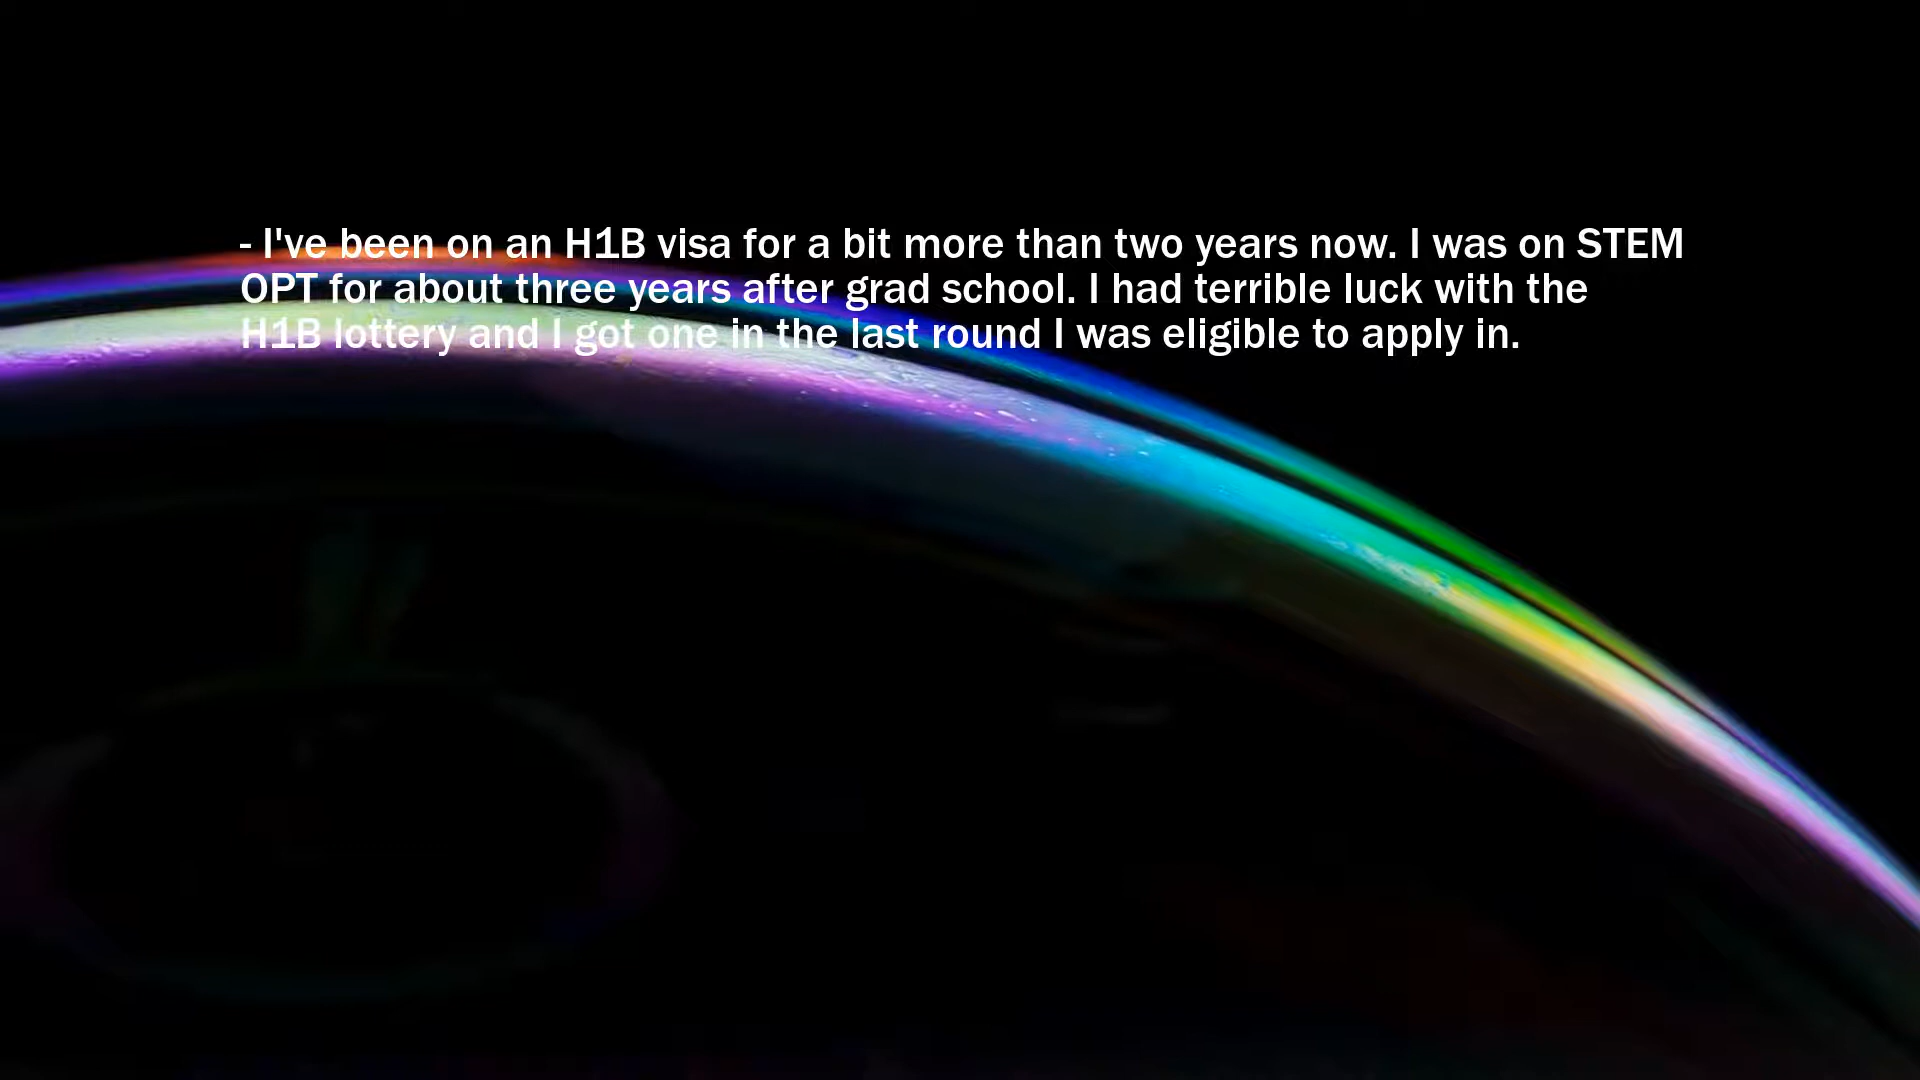 - I've been on an H1B visa for a bit more than two years now. I was on STEM
OPT for about three years after grad school. I had terrible luck with the
H1B lottery and I got one in the last round I was eligible to apply in.